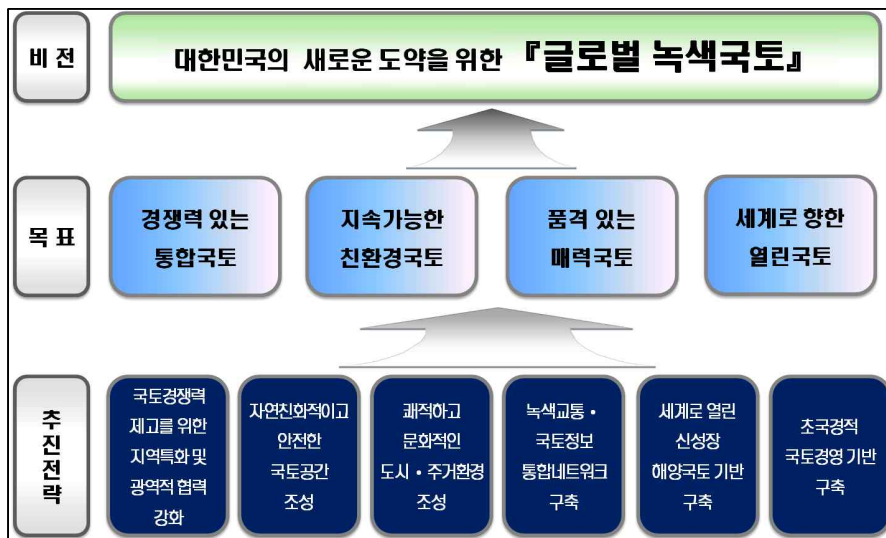 비 전
대한민국의 새로운 도약을 위한 『글로벌 녹색국토』
목 표
경쟁력 있는
통합국토
지속가능한
친환경국토
품격 있는
매력국토
세계로 향한
열린국토
추
진
전
략
국토경쟁력
제고를 위한
지역특화 및
광역적 협력
강화
자연친화적이고
안전한
국토공간
조성
쾌적하고
문화적인
도시 • 주거환경
조성
녹색교통 •
국토정보
통합네트워크
구축
세계로 열린
신성장
해양국토 기반
구축
초국경적
국토경영 기반
구축